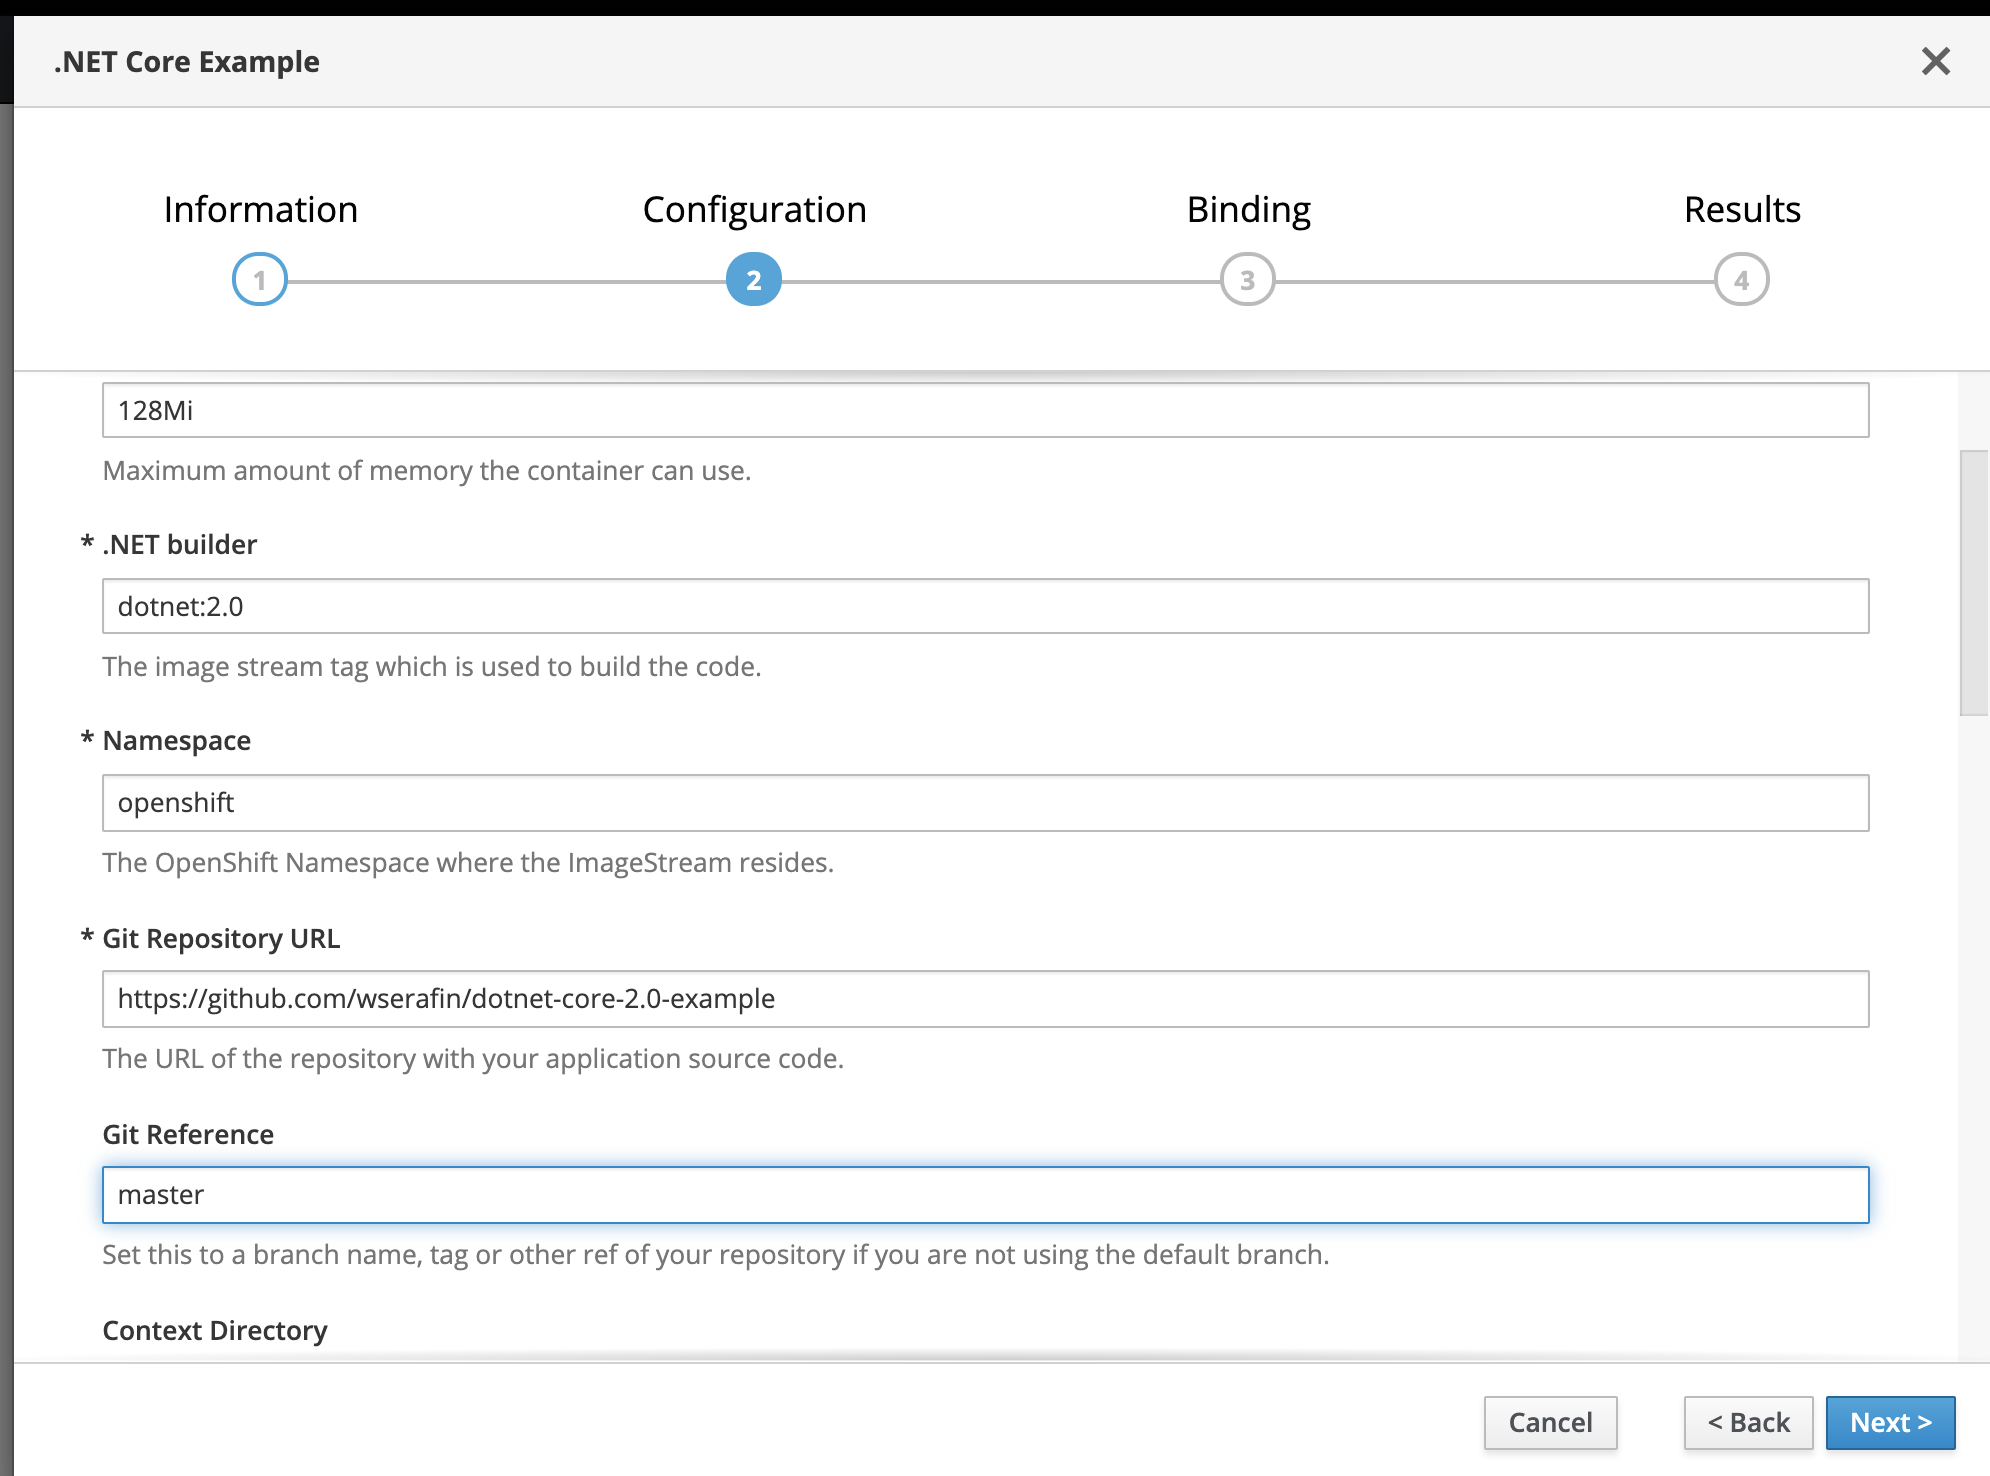 .NET Core Example
Information Configuration Binding Results
1 2 3 4
128Mi
Maximum amount of memory the container can use.
* .NET builder
dotnet:2.0
The image stream tag which is used to build the code.
* Namespace
openshift
The OpenShift Namespace where the ImageStream resides.
* Git Repository URL
https://github.com/wserafin/dotnet-core-2.0-example
The URL of the repository with your application source code.
Git Reference
master
Set this to a branch name, tag or other ref of your repository if you are not using the default branch.
Context Directory
Cancel < Back Next >